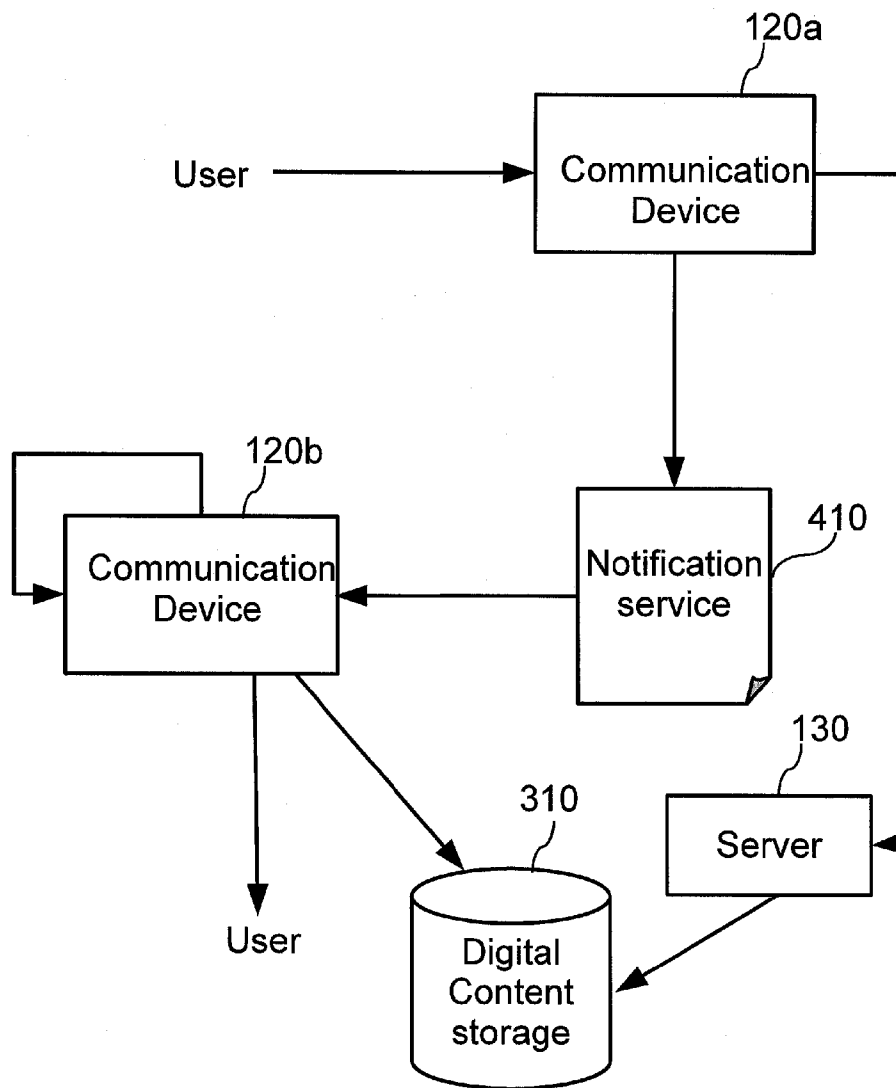 120a
User
Communication
Device
120b
Communication
Device
Notification
service
410
130
310
Server
User
Digital
Content
storage